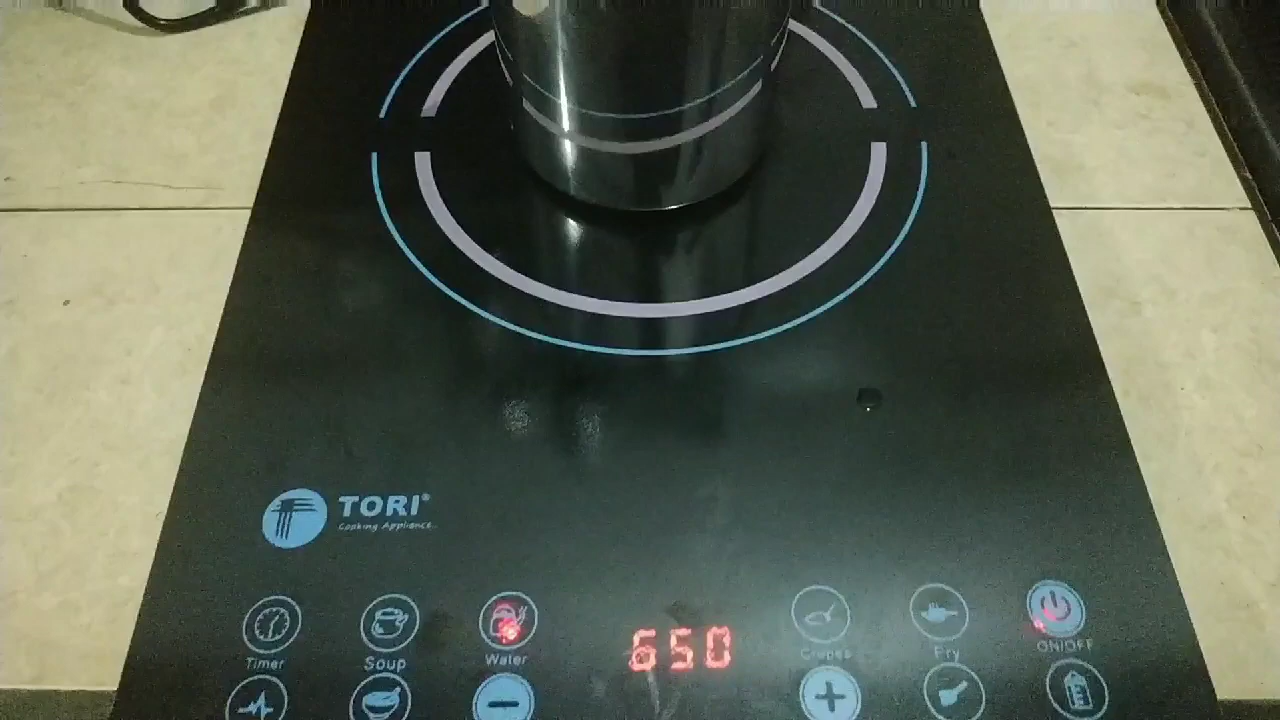 TORI®
Cooking Appliance
Timer
Soup
Water
650
Crepes
Fry
ON/OFF